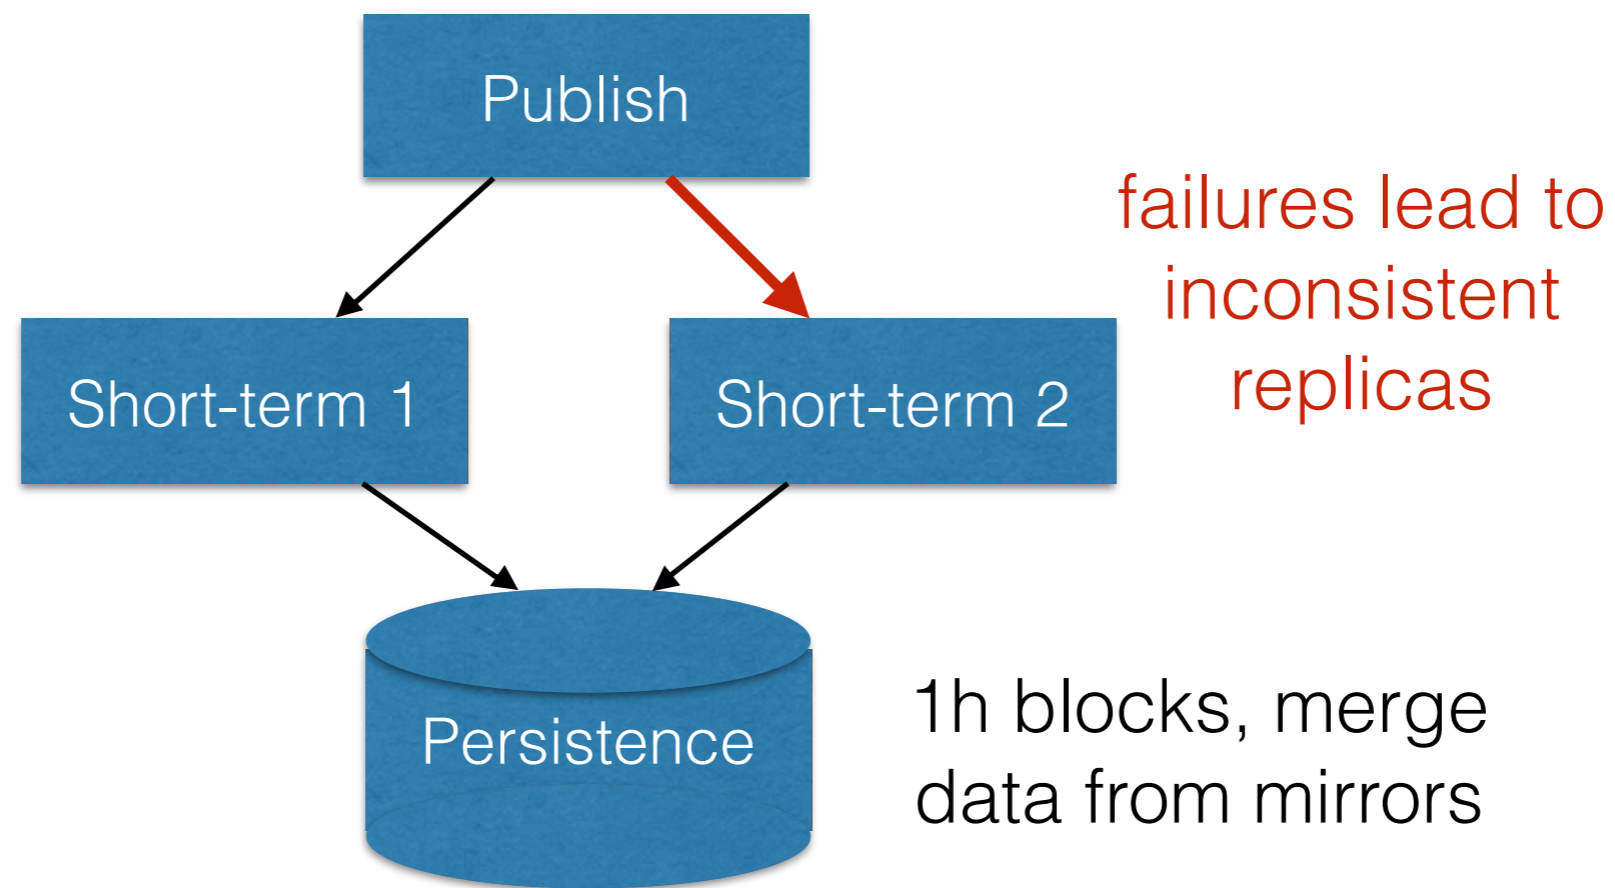 Publish
failures lead to
inconsistent
replicas
Short-term 1
Short-term 2
Persistence
1h blocks, merge
data from mirrors